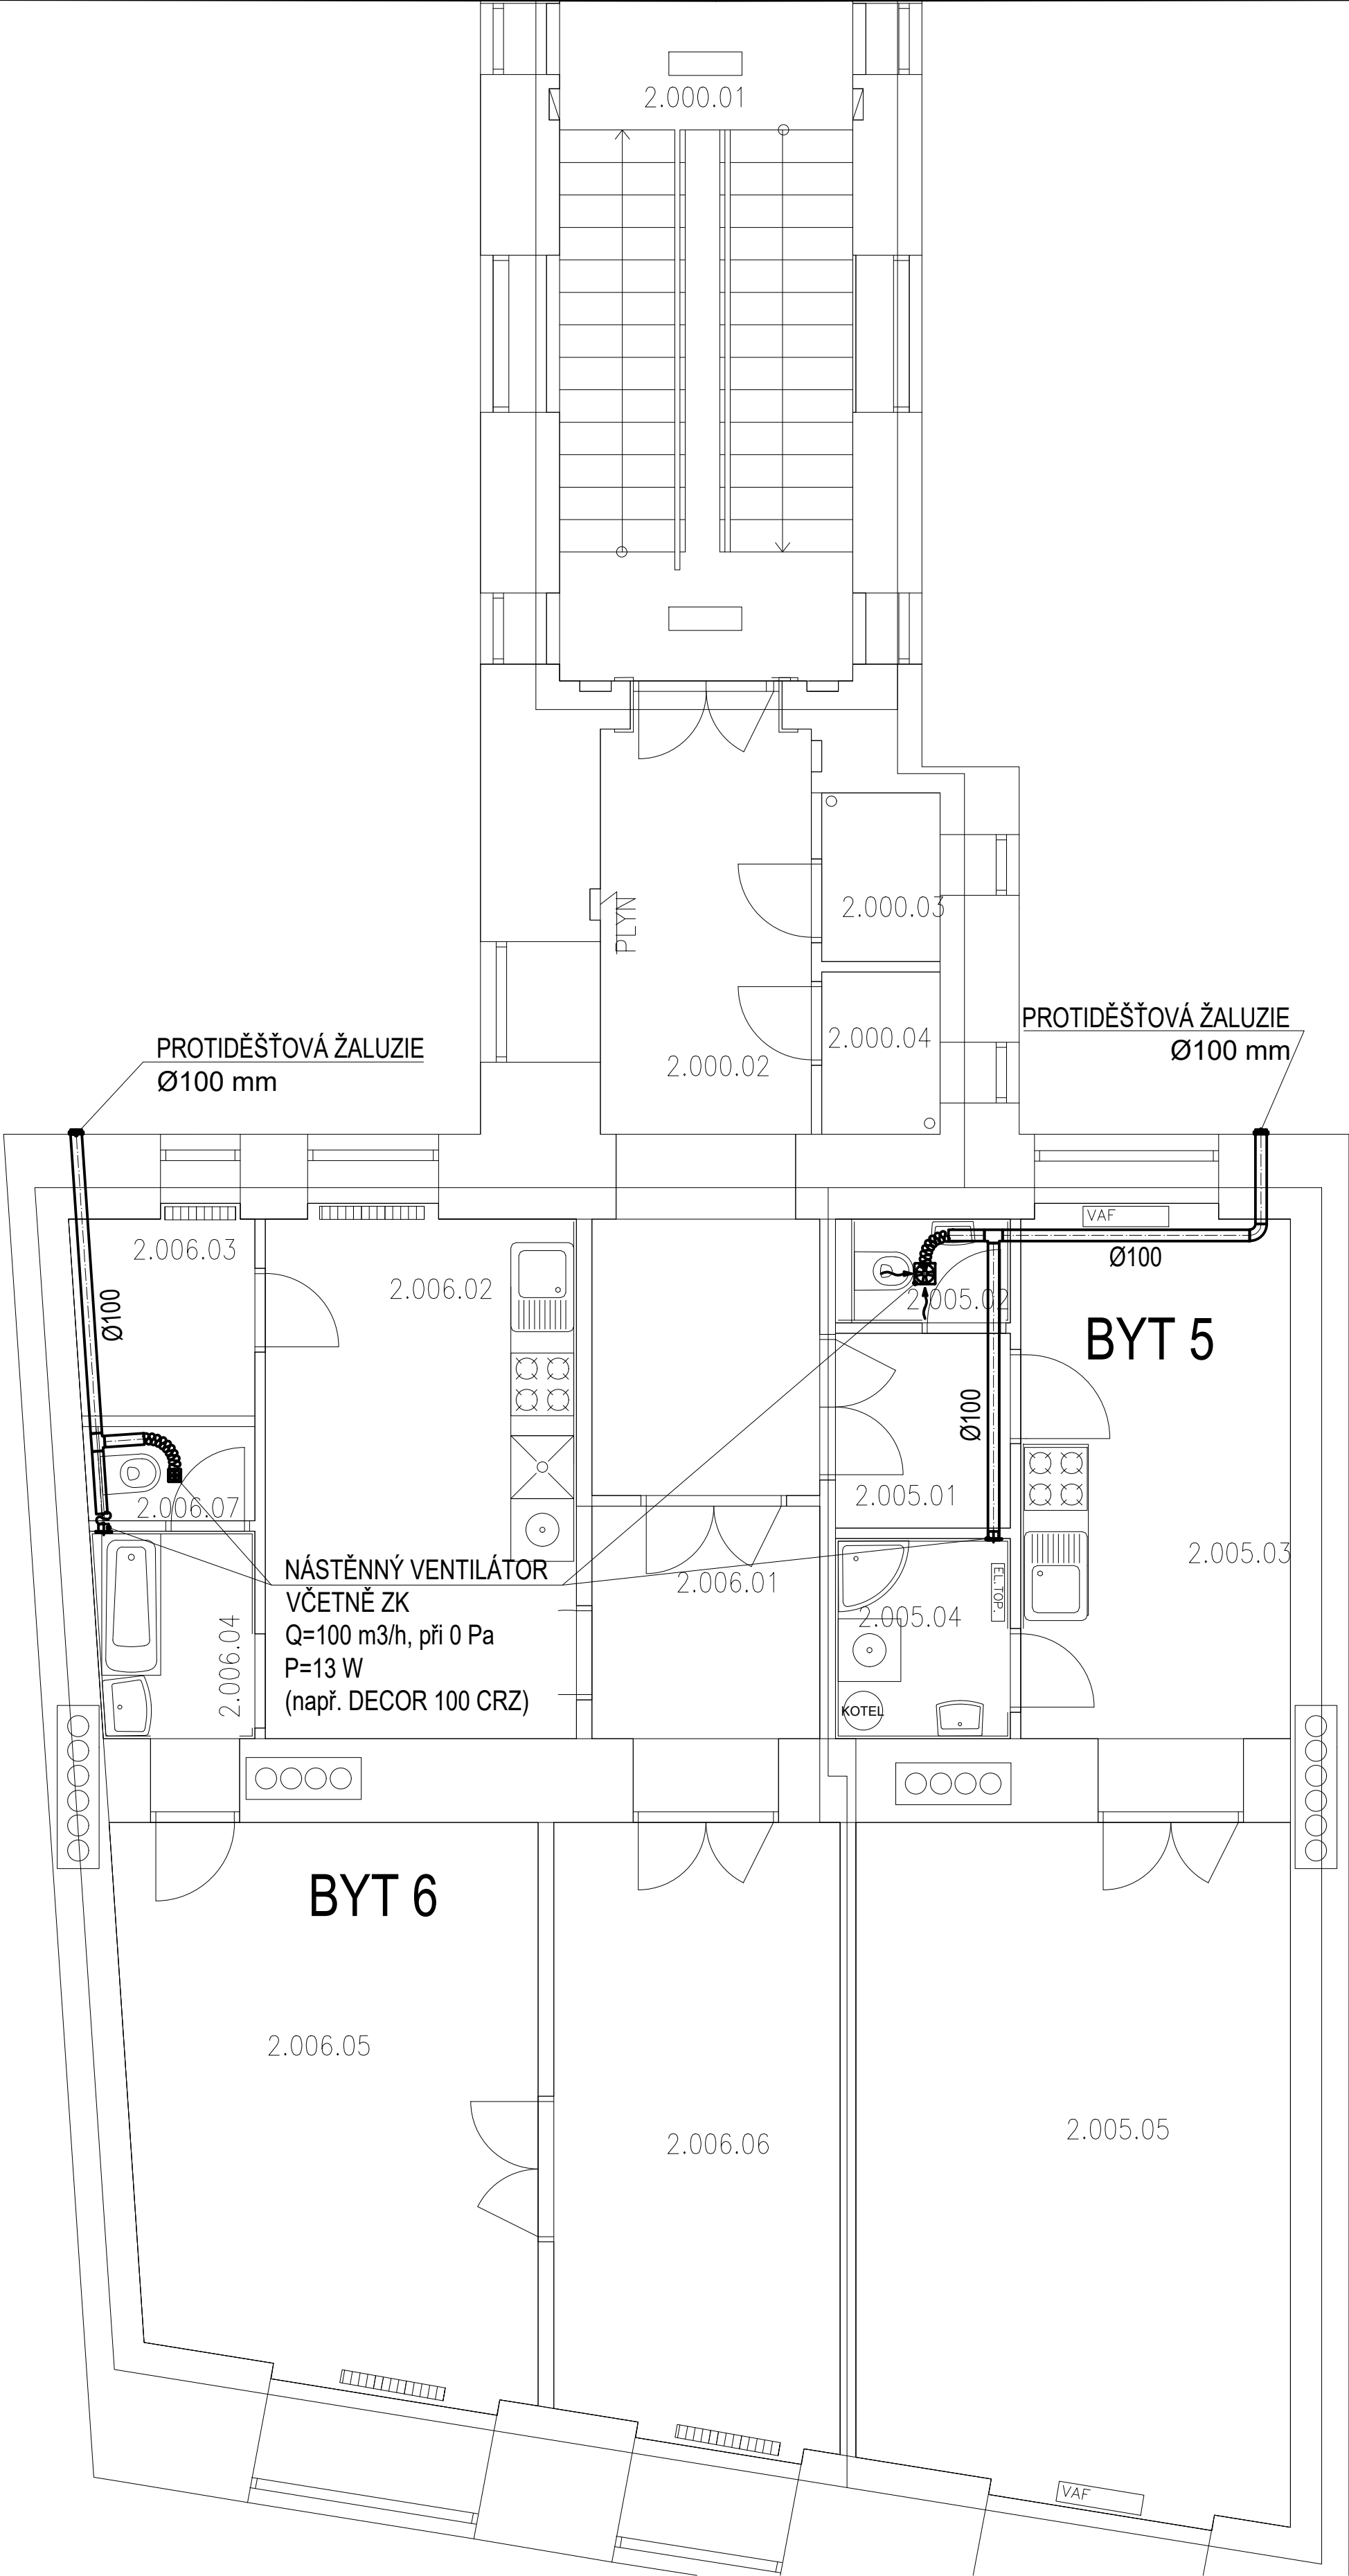 2.000.01
PLYN
2.000.03
2.000.04
2.000.02
PROTIDĚŠŤOVÁ ŽALUZIE
Ø100 mm
PROTIDĚŠŤOVÁ ŽALUZIE
Ø100 mm
2.006.03
2.006.02
VAF
Ø100
Ø100
2.005.02
BYT 5
Ø100
2.006.07
2.005.01
2.005.03
NÁSTĚNNÝ VENTILÁTOR
VČETNĚ ZK
Q=100 m3/h, při 0 Pa
P=13 W
(např. DECOR 100 CRZ)
2.006.01
EL.TOP.
2.005.04
2.006.04
KOTEL
BYT 6
2.006.05
2.006.06
2.005.05
VAF